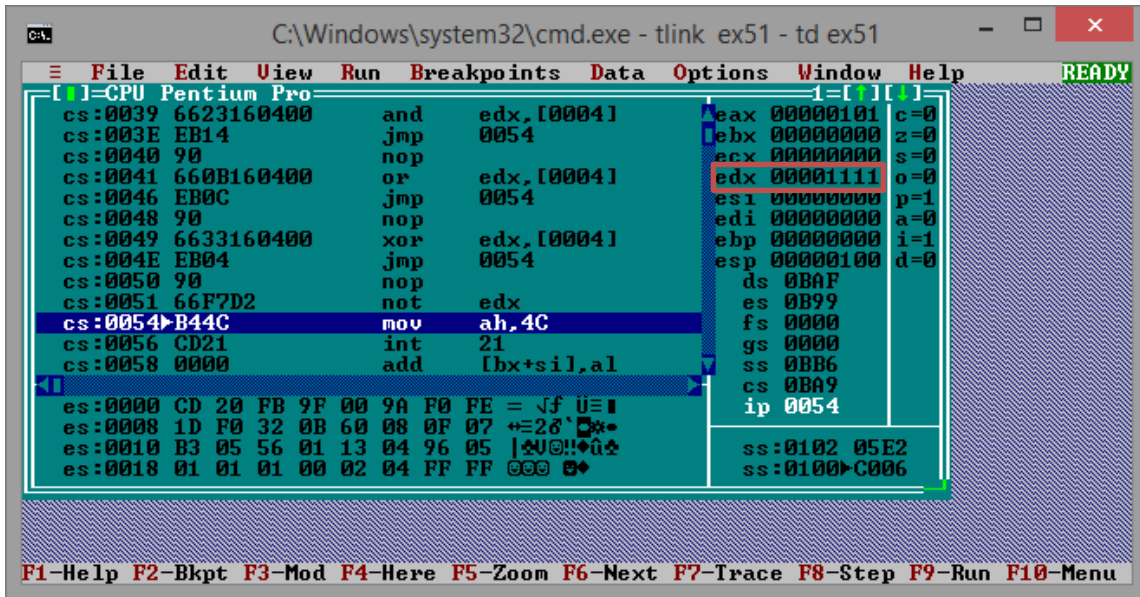 C:\Windows\system32\cmd.exe - tlink ex51 - td ex51
≡ File Edit View Run Breakpoints Data Options Window Help READY
[■]=CPU Pentium Pro 1=[↑][↓]
cs:0039 6623160400 and edx,[0004] eax 00000101 c=0
cs:003E EB14 jmp 0054 ebx 00000000 z=0
cs:0040 90 nop ecx 00000000 s=0
cs:0041 660B160400 or edx,[0004] edx 00001111 o=0
cs:0046 EB0C jmp 0054 esi 00000000 p=1
cs:0048 90 nop edi 00000000 a=0
cs:0049 6633160400 xor edx,[0004] ebp 00000000 i=1
cs:004E EB04 jmp 0054 esp 00000100 d=0
cs:0050 90 nop ds 0BAF
cs:0051 66F7D2 not edx es 0B99
cs:0054►B44C mov ah,4C fs 0000
cs:0056 CD21 int 21 gs 0000
cs:0058 0000 add [bx+si],al ss 0BB6
cs 0BA9
es:0000 CD 20 FB 9F 00 9A F0 FE = √ƒ Ü≡■ ip 0054
es:0008 1D F0 32 0B 60 08 0F 07 ↔≡2♂`◘☼•
es:0010 B3 05 56 01 13 04 96 05 │♣V☺‼♦û♣ ss:0102 05E2
es:0018 01 01 01 00 02 04 FF FF ☺☺☺ ☻♦ ss:0100►C006
F1-Help F2-Bkpt F3-Mod F4-Here F5-Zoom F6-Next F7-Trace F8-Step F9-Run F10-Menu